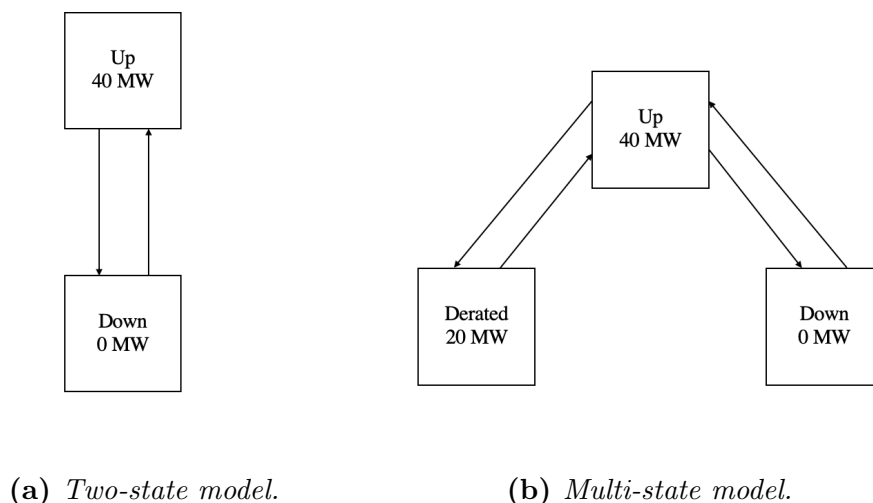 Up
40 MW
Down
0 MW
Up
40 MW
Derated
20 MW
Down
0 MW
(a) Two-state model.
(b) Multi-state model.